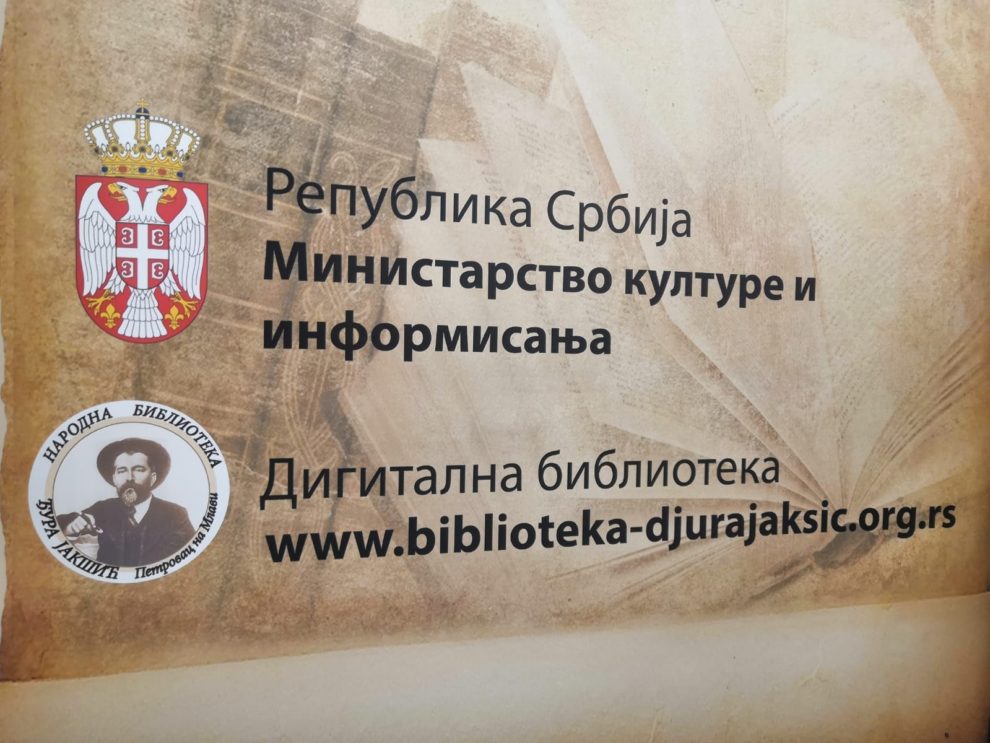 Република Србија
Министарство културе и
информисања
НАРОДНА БИБЛИОТЕКА
ЂУРА ЈАКШИЋ Петровац на Млави
Дигитална библиотека
www.biblioteka-djurajaksic.org.rs